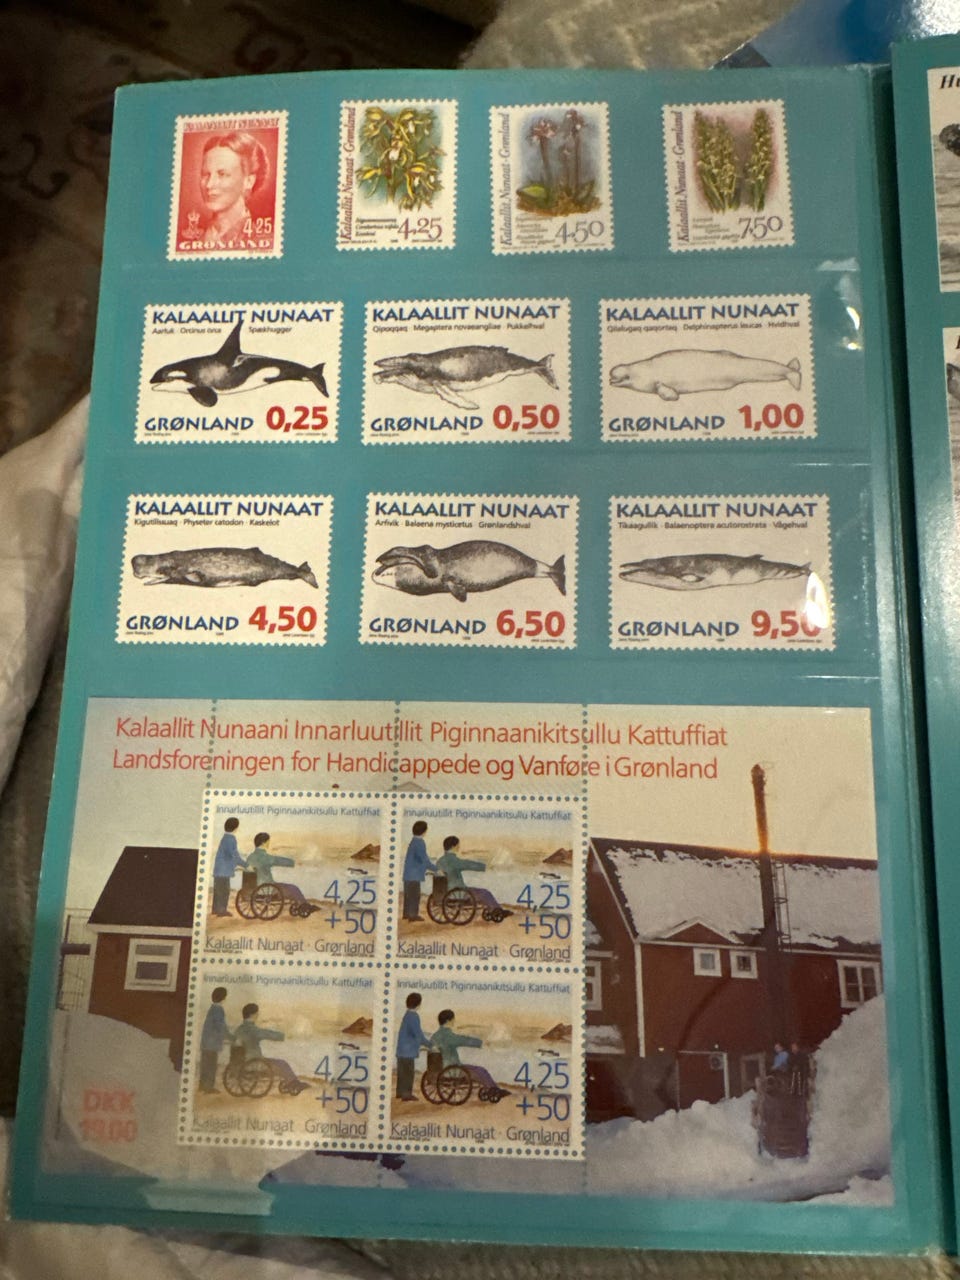 KALAALLIT NUNAAT
4.25
GRØNLAND
Kalaallit Nunaat · Grønland
4,25
Kalaallit Nunaat · Grønland
4,50
Kalaallit Nunaat · Grønland
7,50
KALAALLIT NUNAAT
Aarluk · Orcinus orca · Spækhugger
GRØNLAND 0,25
KALAALLIT NUNAAT
Qipoqqaq · Megaptera novaeangliae · Pukkelhval
GRØNLAND 0,50
KALAALLIT NUNAAT
Qilalugaq qaqortaq · Delphinapterus leucas · Hvidhval
GRØNLAND 1,00
KALAALLIT NUNAAT
Kigutilissuaq · Physeter catodon · Kaskelot
GRØNLAND 4,50
KALAALLIT NUNAAT
Arfivik · Balaena mysticetus · Grønlandshval
GRØNLAND 6,50
KALAALLIT NUNAAT
Tikaagullik · Balaenoptera acutorostrata · Vågehval
GRØNLAND 9,50
Kalaallit Nunaani Innarluutillit Piginnaanikitsullu Kattuffiat
Landsforeningen for Handicappede og Vanføre i Grønland
Innarluutillit Piginnaanikitsullu Kattuffiat
4,25
+50
Kalaallit Nunaat · Grønland
Innarluutillit Piginnaanikitsullu Kattuffiat
4,25
+50
Kalaallit Nunaat · Grønland
Innarluutillit Piginnaanikitsullu Kattuffiat
4,25
+50
Kalaallit Nunaat · Grønland
Innarluutillit Piginnaanikitsullu Kattuffiat
4,25
+50
Kalaallit Nunaat · Grønland
DKK
19.00